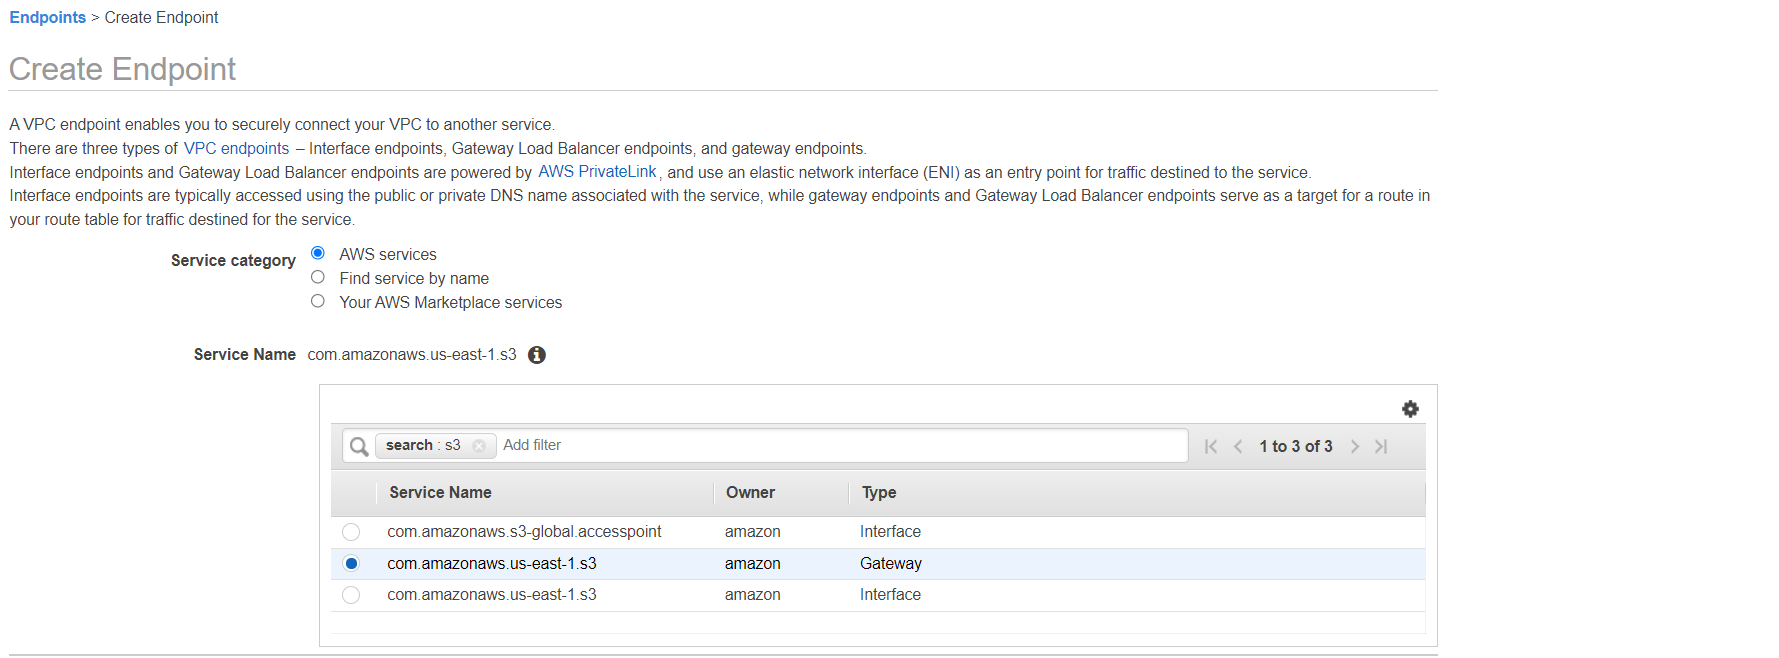 Endpoints > Create Endpoint
Create Endpoint
A VPC endpoint enables you to securely connect your VPC to another service.
There are three types of VPC endpoints – Interface endpoints, Gateway Load Balancer endpoints, and gateway endpoints.
Interface endpoints and Gateway Load Balancer endpoints are powered by AWS PrivateLink, and use an elastic network interface (ENI) as an entry point for traffic destined to the service.
Interface endpoints are typically accessed using the public or private DNS name associated with the service, while gateway endpoints and Gateway Load Balancer endpoints serve as a target for a route in
your route table for traffic destined for the service.
Service category AWS services
Find service by name
Your AWS Marketplace services
Service Name com.amazonaws.us-east-1.s3
search : s3 Add filter 1 to 3 of 3
Service Name Owner Type
com.amazonaws.s3-global.accesspoint amazon Interface
com.amazonaws.us-east-1.s3 amazon Gateway
com.amazonaws.us-east-1.s3 amazon Interface